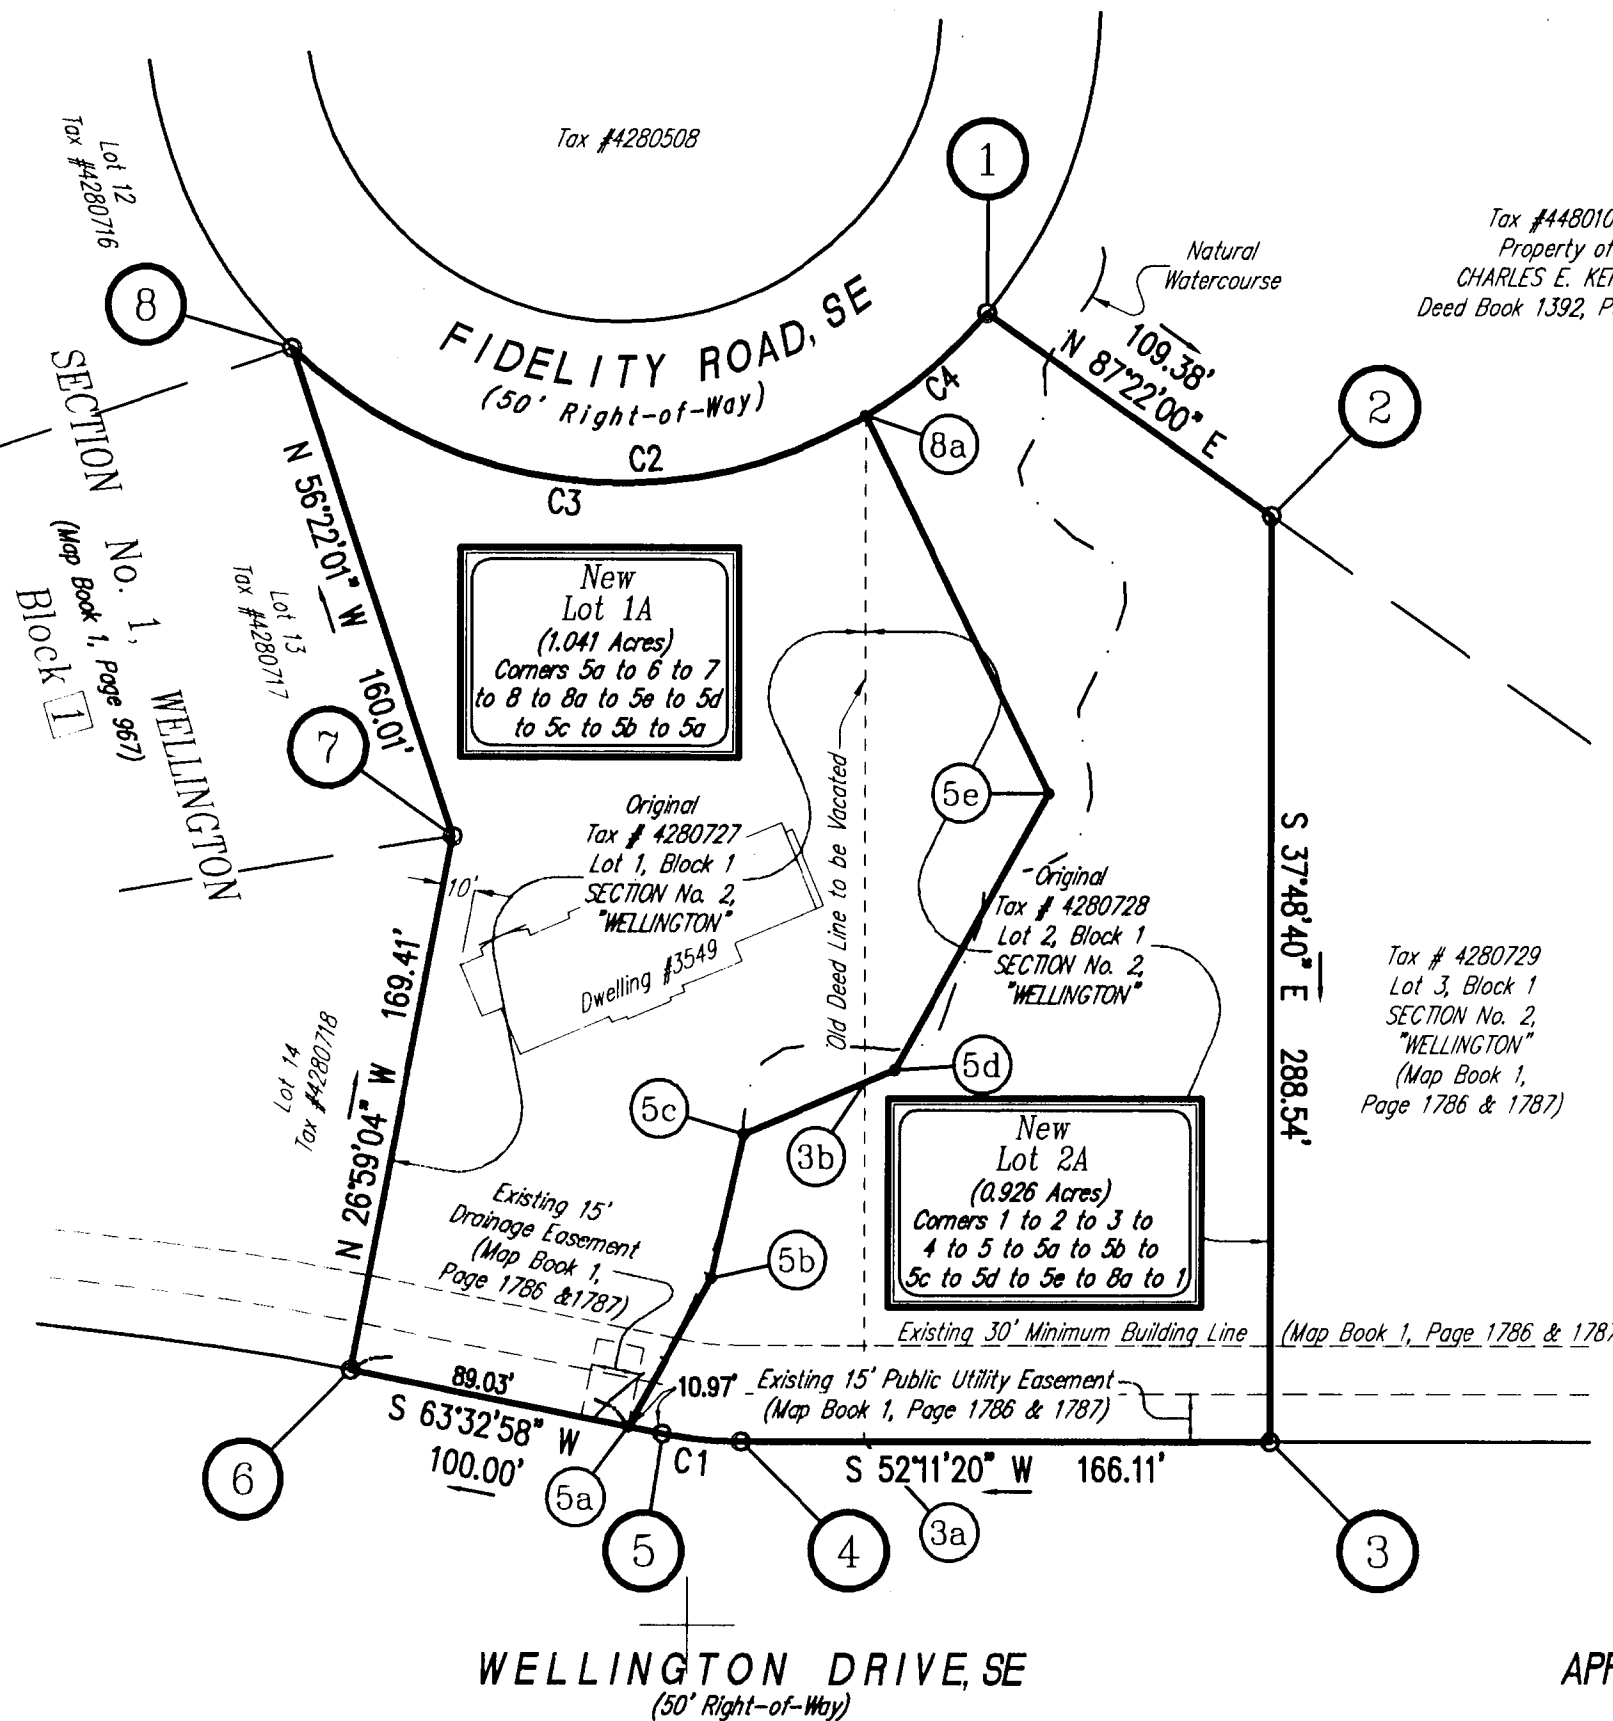 Tax #4280508
1
Lot 12
Tax #4280716
Natural
Watercourse
Property of
CHARLES E.
Deed Book 1392,
8
FIDELITY ROAD, SE
(50' Right-of-Way)
C4
109.38'
N 87°22'00" E
2
8a
C2
C3
SECTION No. 1, WELLINGTON
(Map Book 1, Page 967)
Block 1
N 56°22'01" W 160.01'
Lot 13
Tax #4280717
New
Lot 1A
(1.041 Acres)
Corners 5a to 6 to 7
to 8 to 8a to 5e to 5d
to 5c to 5b to 5a
7
5e
Old Deed Line to be Vacated
Original
Tax # 4280727
Lot 1, Block 1
SECTION No. 2,
"WELLINGTON"
Dwelling #3549
10'
Original
Tax # 4280728
Lot 2, Block 1
SECTION No. 2,
"WELLINGTON"
S 37°48'40" E 288.54'
Tax # 4280729
Lot 3, Block 1
SECTION No. 2,
"WELLINGTON"
(Map Book 1,
Page 1786 & 1787)
N 26°59'04" W 169.41'
Lot 14
Tax #4280718
5d
5c
3b
New
Lot 2A
(0.926 Acres)
Corners 1 to 2 to 3 to
4 to 5 to 5a to 5b to
5c to 5d to 5e to 8a to 1
Existing 15'
Drainage Easement
(Map Book 1,
Page 1786 &1787)
5b
Existing 30' Minimum Building Line (Map Book 1, Page 1786 & 178
89.03'
10.97'
Existing 15' Public Utility Easement
(Map Book 1, Page 1786 & 1787)
S 63°32'58" W
100.00'
C1
S 52°11'20" W 166.11'
6
5a
5
4
3a
3
WELLINGTON DRIVE, SE
(50' Right-of-Way)